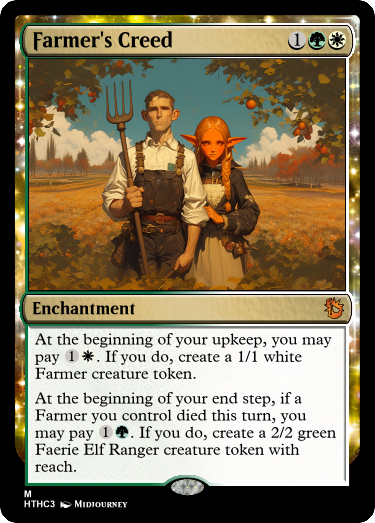 Farmer's Creed 1
Enchantment
At the beginning of your upkeep, you may
pay 1 . If you do, create a 1/1 white
Farmer creature token.
At the beginning of your end step, if a
Farmer you control died this turn, you
may pay 1 . If you do, create a 2/2 green
Faerie Elf Ranger creature token with
reach.
M
HTHC3 Midjourney